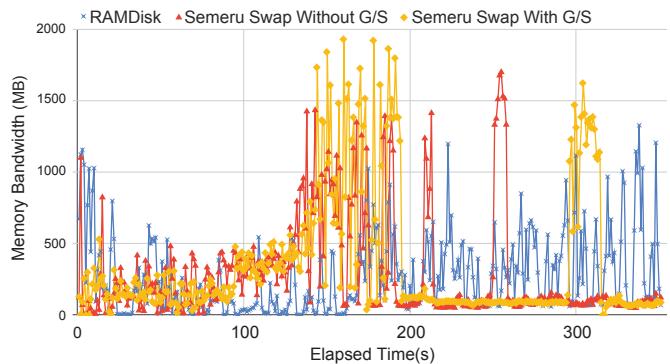 RAMDisk Semeru Swap Without G/S Semeru Swap With G/S
2000
1500
1000
500
0
Memory Bandwidth (MB)
0 100 200 300
Elapsed Time(s)